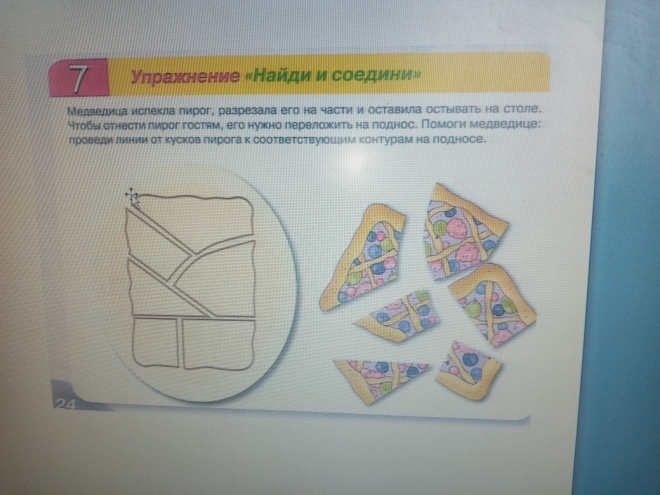 7
Упражнение «Найди и соедини»
Медведица испекла пирог, разрезала его на части и оставила остывать на столе.
Чтобы отнести пирог гостям, его нужно переложить на поднос. Помоги медведице:
проведи линии от кусков пирога к соответствующим контурам на подносе.
24